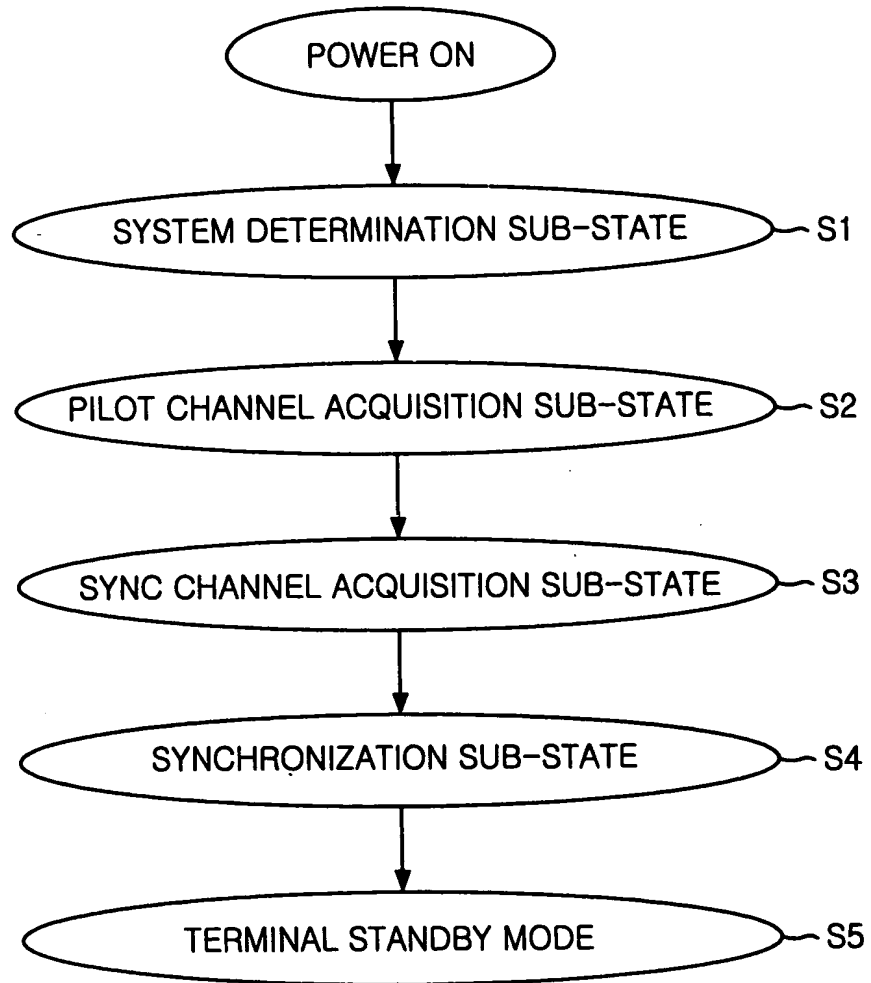 POWER ON
SYSTEM DETERMINATION SUB-STATE S1
PILOT CHANNEL ACQUISITION SUB-STATE S2
SYNC CHANNEL ACQUISITION SUB-STATE S3
SYNCHRONIZATION SUB-STATE S4
TERMINAL STANDBY MODE S5